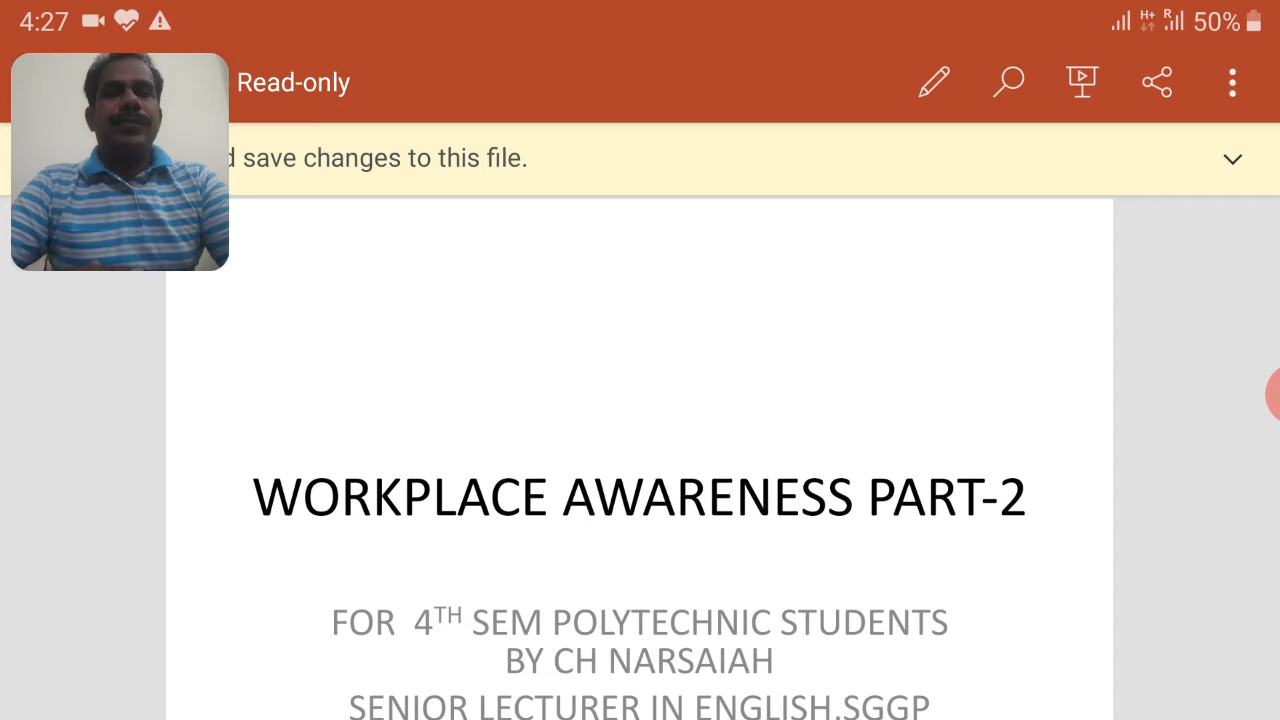 4:27 H+ R 50%
Read-only
save changes to this file.
WORKPLACE AWARENESS PART-2
FOR 4TH SEM POLYTECHNIC STUDENTS
BY CH NARSAIAH
SENIOR LECTURER IN ENGLISH.SGGP